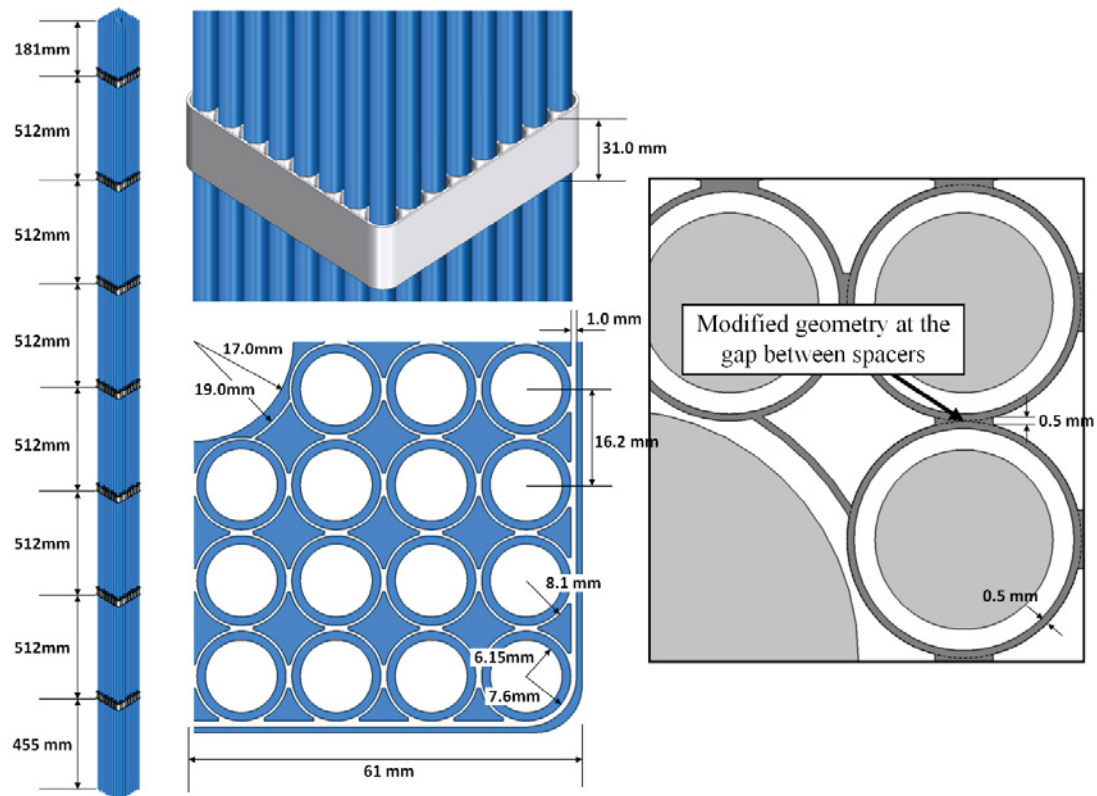 181mm
512mm
512mm
512mm
512mm
512mm
512mm
455 mm
31.0 mm
1.0 mm
17.0mm
19.0mm
16.2 mm
8.1 mm
6.15mm
7.6mm
61 mm
Modified geometry at the
gap between spacers
0.5 mm
0.5 mm